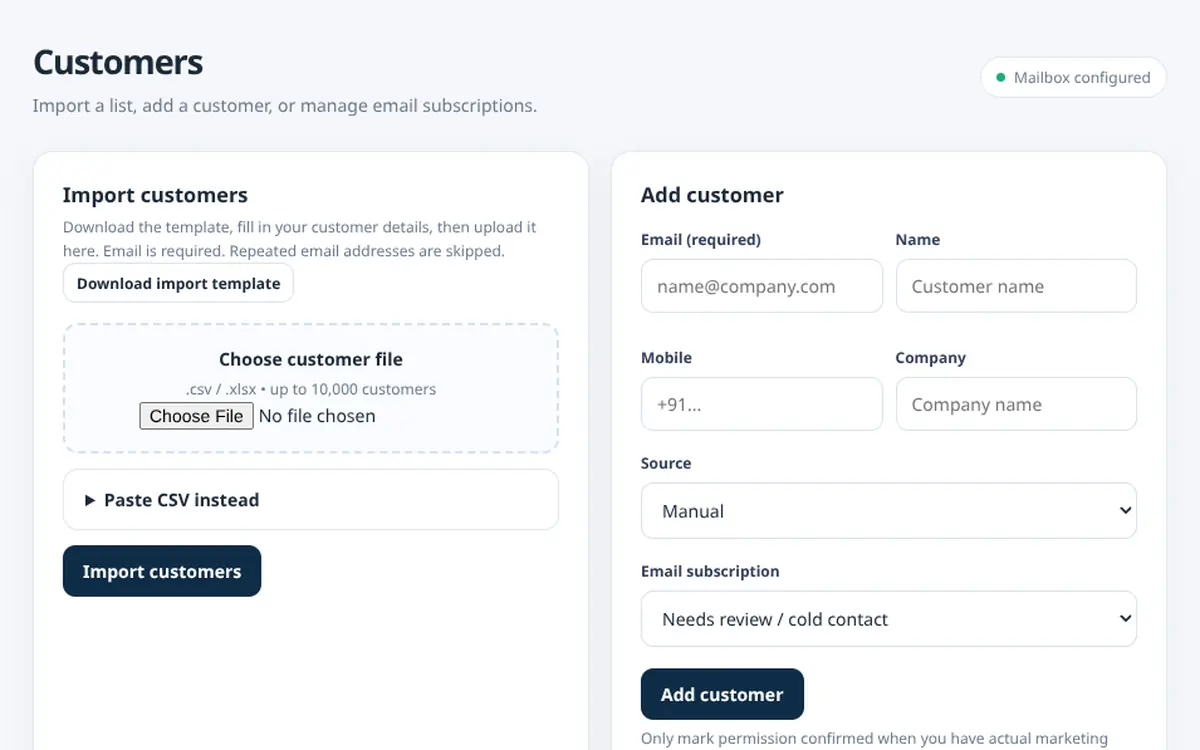 Customers
Import a list, add a customer, or manage email subscriptions.
Mailbox configured
Import customers
Download the template, fill in your customer details, then upload it
here. Email is required. Repeated email addresses are skipped.
Download import template
Choose customer file
.csv / .xlsx • up to 10,000 customers
Choose File No file chosen
Paste CSV instead
Import customers
Add customer
Email (required)
name@company.com
Name
Customer name
Mobile
+91...
Company
Company name
Source
Manual
Email subscription
Needs review / cold contact
Add customer
Only mark permission confirmed when you have actual marketing